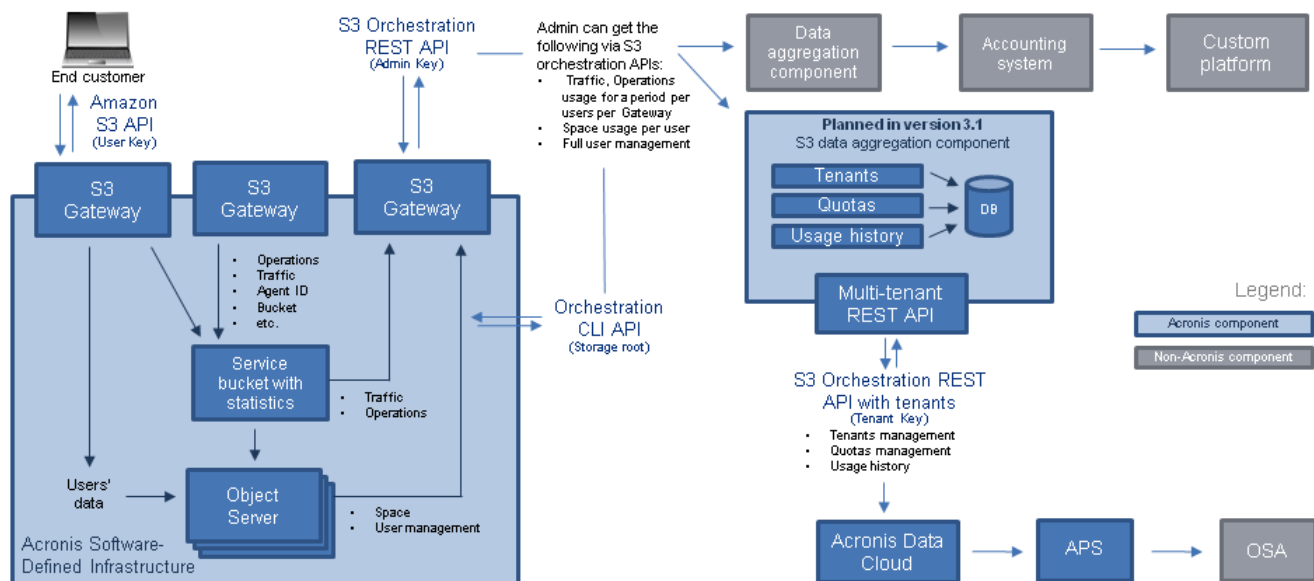 End customer
Amazon
S3 API
(User Key)
S3 Orchestration
REST API
(Admin Key)
Admin can get the
following via S3
orchestration APIs:
• Traffic, Operations
usage for a period per
users per Gateway
• Space usage per user
• Full user management
Data
aggregation
component
Accounting
system
Custom
platform
Planned in version 3.1
S3 data aggregation component
Tenants
Quotas
Usage history
DB
Multi-tenant
REST API
S3
Gateway
S3
Gateway
S3
Gateway
• Operations
• Traffic
• Agent ID
• Bucket
• etc.
Service
bucket with
statistics
• Traffic
• Operations
Orchestration
CLI API
(Storage root)
Users'
data
Object
Server
• Space
• User management
Acronis Software-
Defined Infrastructure
Legend:
Acronis component
Non-Acronis component
S3 Orchestration REST
API with tenants
(Tenant Key)
• Tenants management
• Quotas management
• Usage history
Acronis Data
Cloud
APS
OSA